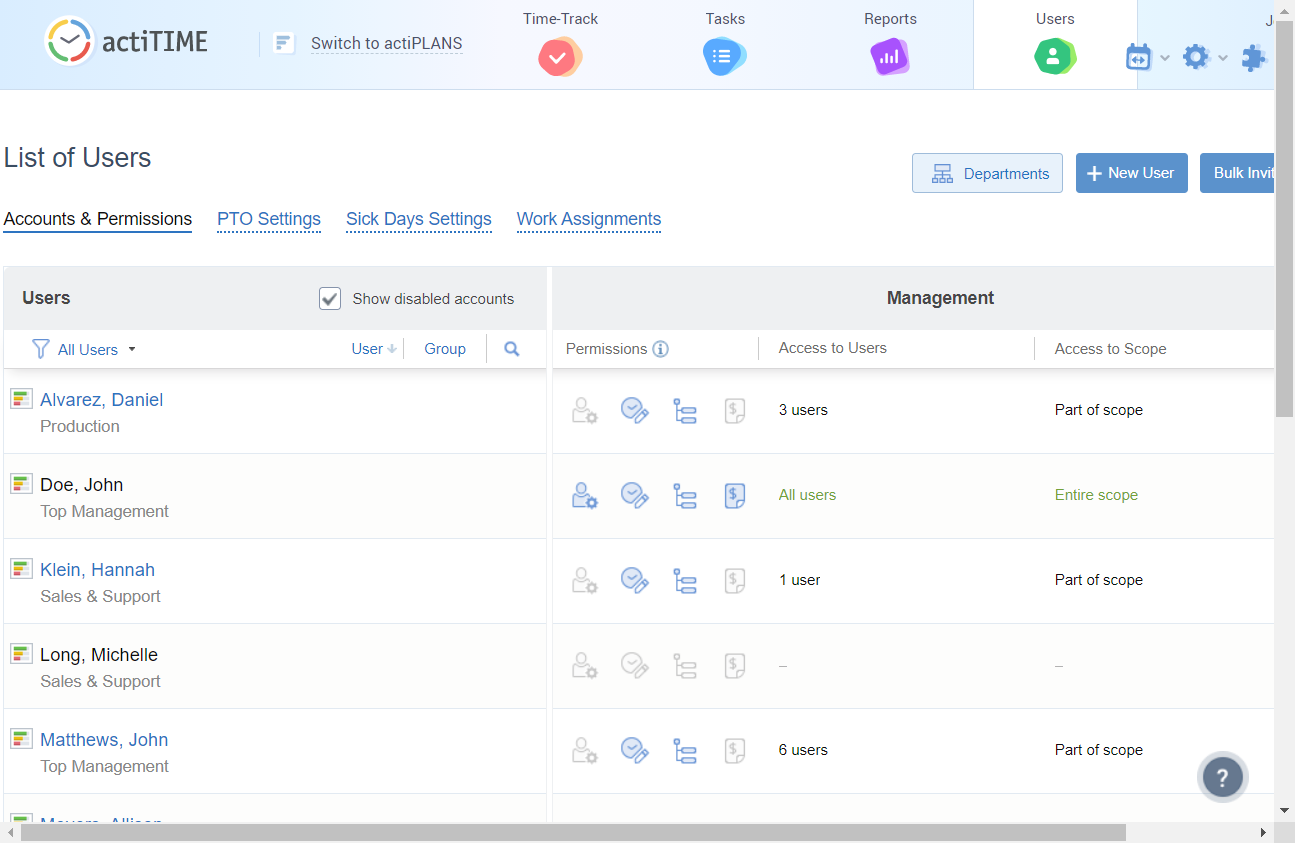 Time-Track
Tasks
Reports
Users
actiTIME
Switch to actiPLANS
List of Users
Departments
+ New User
Bulk Invit
Accounts & Permissions
PTO Settings
Sick Days Settings
Work Assignments
Users
Show disabled accounts
Management
All Users
User
Group
Permissions
Access to Users
Access to Scope
Alvarez, Daniel
Production
3 users
Part of scope
Doe, John
Top Management
All users
Entire scope
Klein, Hannah
Sales & Support
1 user
Part of scope
Long, Michelle
Sales & Support
–
–
Matthews, John
Top Management
6 users
Part of scope
?